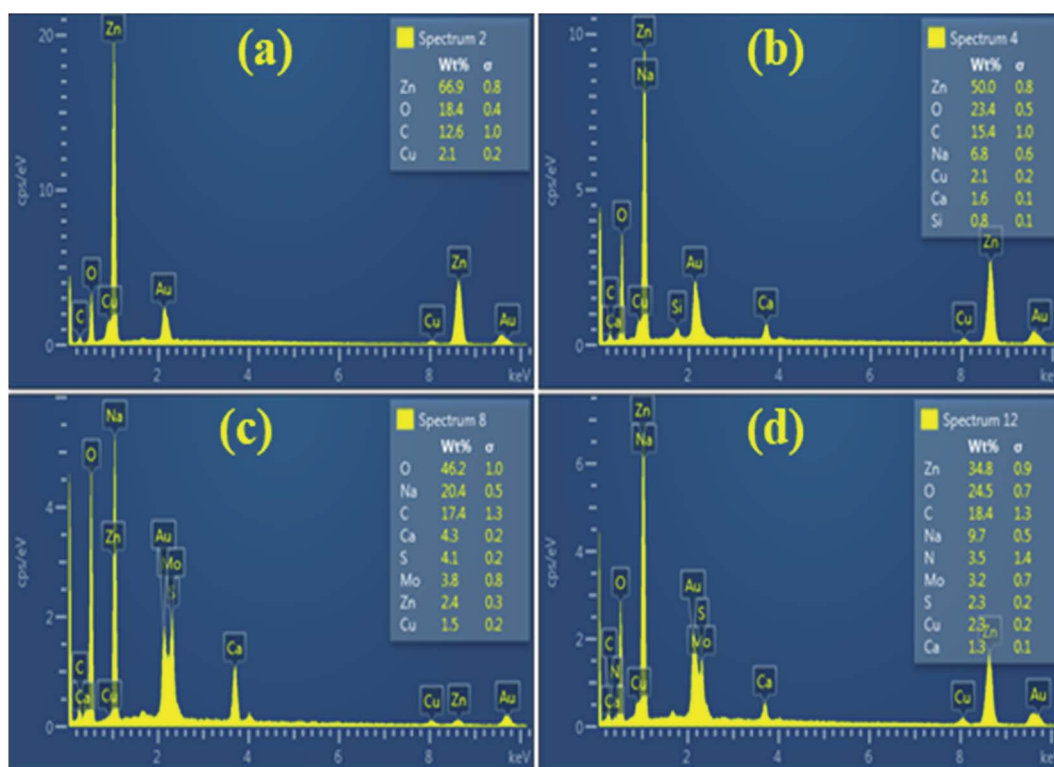 (a)
Spectrum 2
Wt% σ
Zn 66.9 0.8
O 18.4 0.4
C 12.6 1.0
Cu 2.1 0.2
20
10
0
cps/eV
Zn
O
C
Cu
Au
Cu
Zn
Au
2 4 6 8 keV
(b)
Spectrum 4
Wt% σ
Zn 50.0 0.8
O 23.4 0.5
C 15.4 1.0
Na 6.8 0.6
Cu 2.1 0.2
Ca 1.6 0.1
Si 0.8 0.1
10
5
0
cps/eV
Zn
Na
O
C
Ca
Cu
Si
Au
Ca
Cu
Zn
Au
2 4 6 8 keV
(c)
Spectrum 8
Wt% σ
O 46.2 1.0
Na 20.4 0.5
C 17.4 1.3
Ca 4.3 0.2
S 4.1 0.2
Mo 3.8 0.8
Zn 2.4 0.3
Cu 1.5 0.2
4
2
0
cps/eV
Na
O
Zn
C
Ca
Cu
Au
Mo
S
Ca
Cu
Zn
Au
2 4 6 8 keV
(d)
Spectrum 12
Wt% σ
Zn 34.8 0.9
O 24.5 0.7
C 18.4 1.3
Na 9.7 0.5
N 3.5 1.4
Mo 3.2 0.7
S 2.3 0.2
Cu 2.3 0.2
Ca 1.3 0.1
6
4
2
0
cps/eV
Zn
Na
O
C
N
Ca
Cu
Au
S
Mo
Ca
Cu
Zn
Au
2 4 6 8 keV